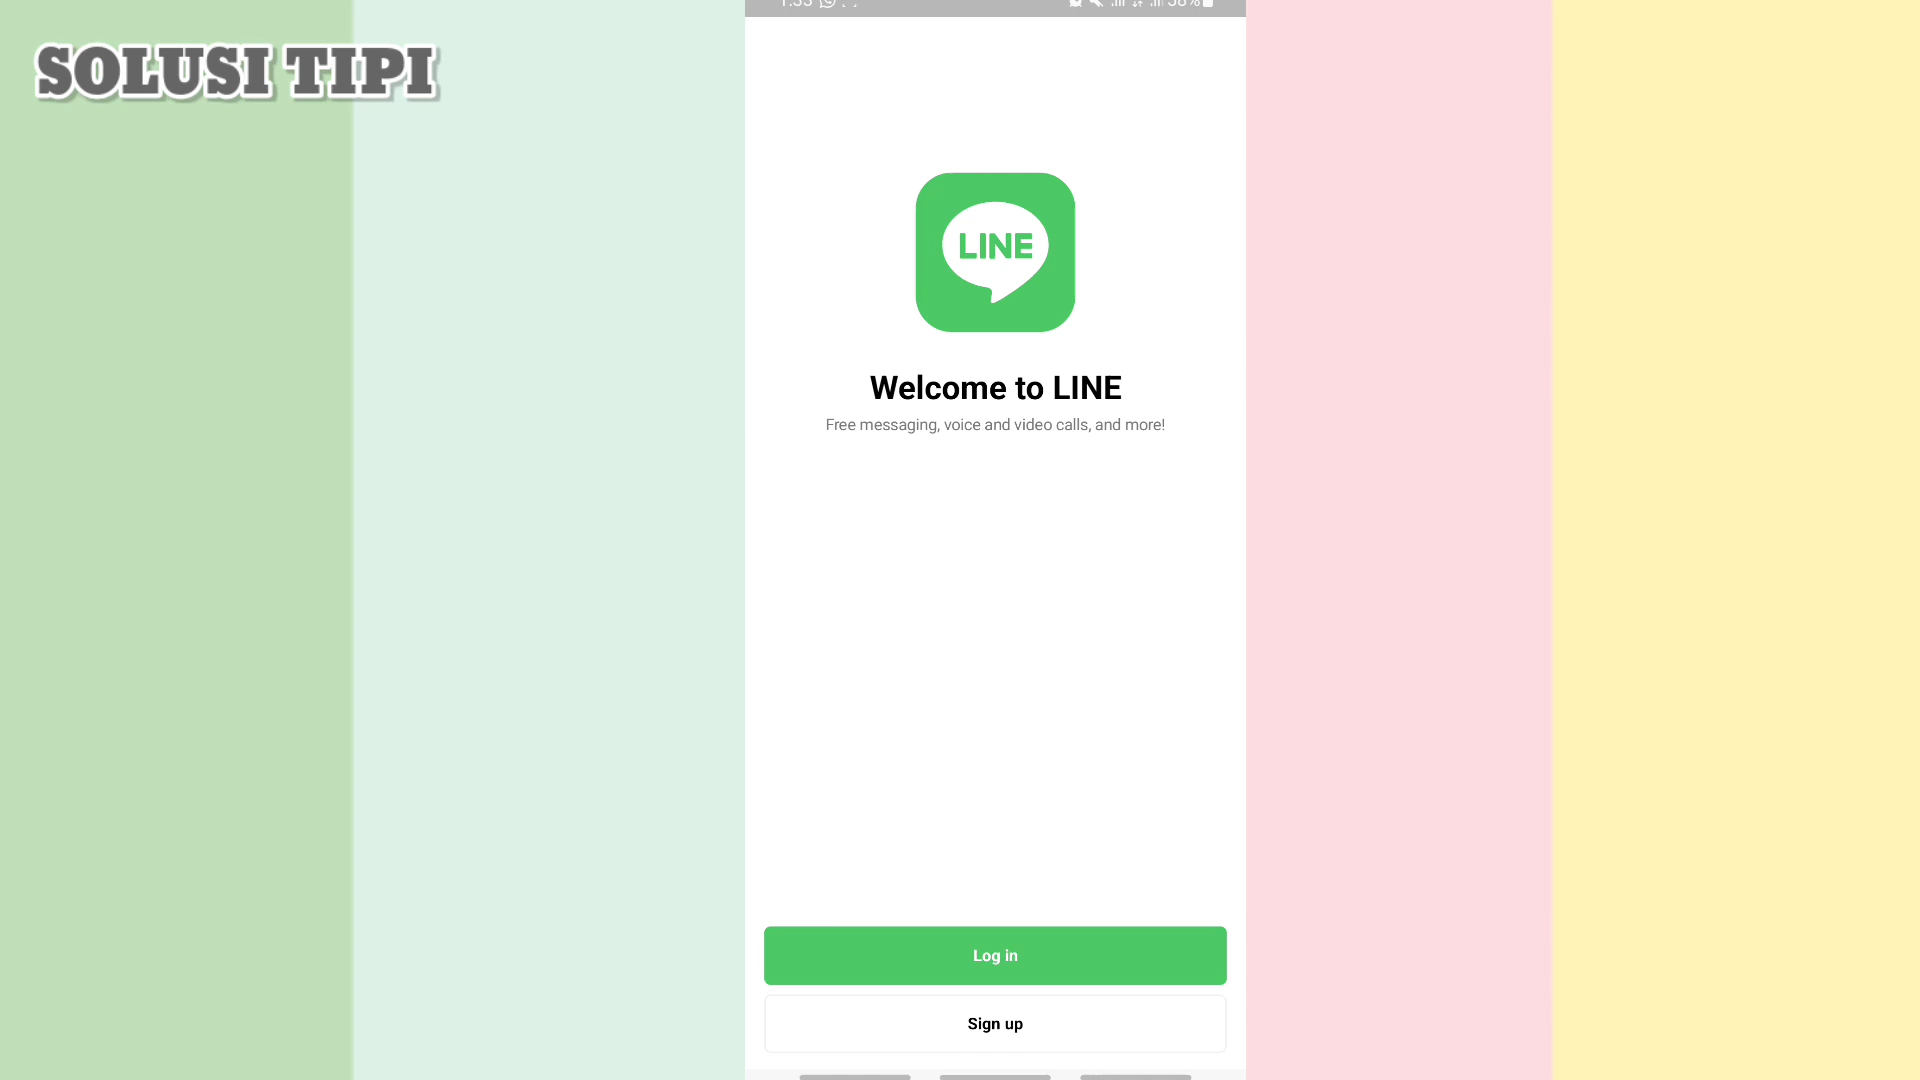 SOLUSI TIPI
LINE
Welcome to LINE
Free messaging, voice and video calls, and more!
Log in
Sign up